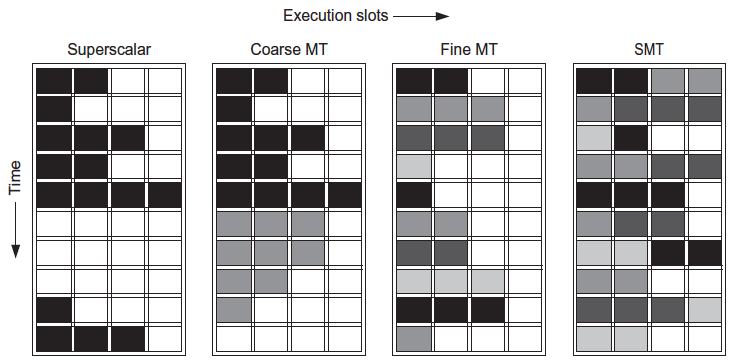 Execution slots
Superscalar
Coarse MT
Fine MT
SMT
Time